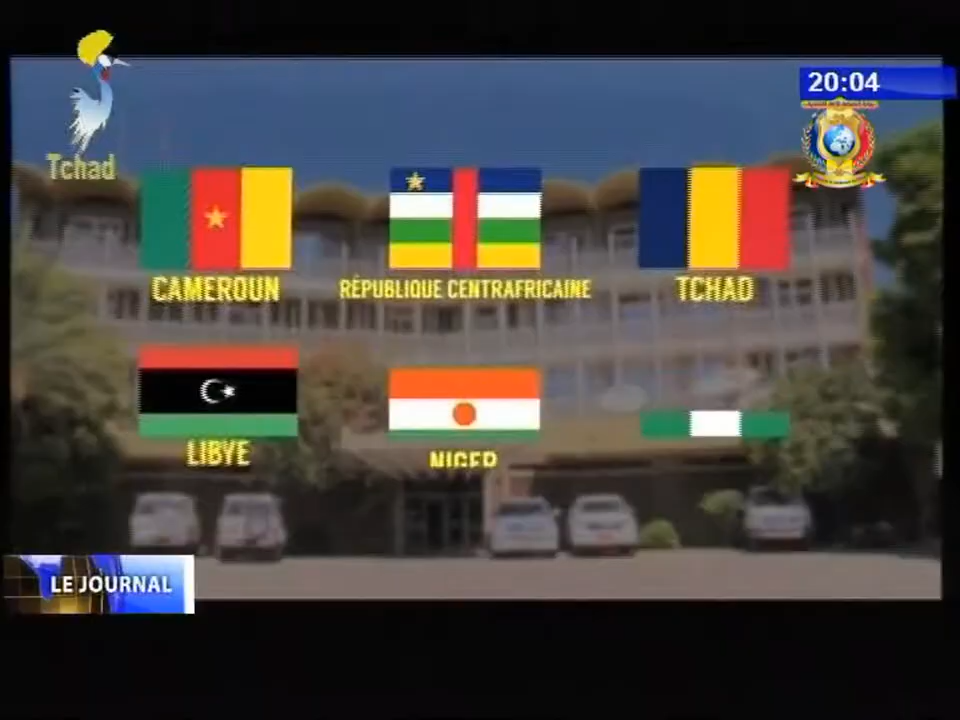 20:04
Tchad
CAMEROUN
RÉPUBLIQUE CENTRAFRICAINE
TCHAD
LIBYE
NIGER
LE JOURNAL